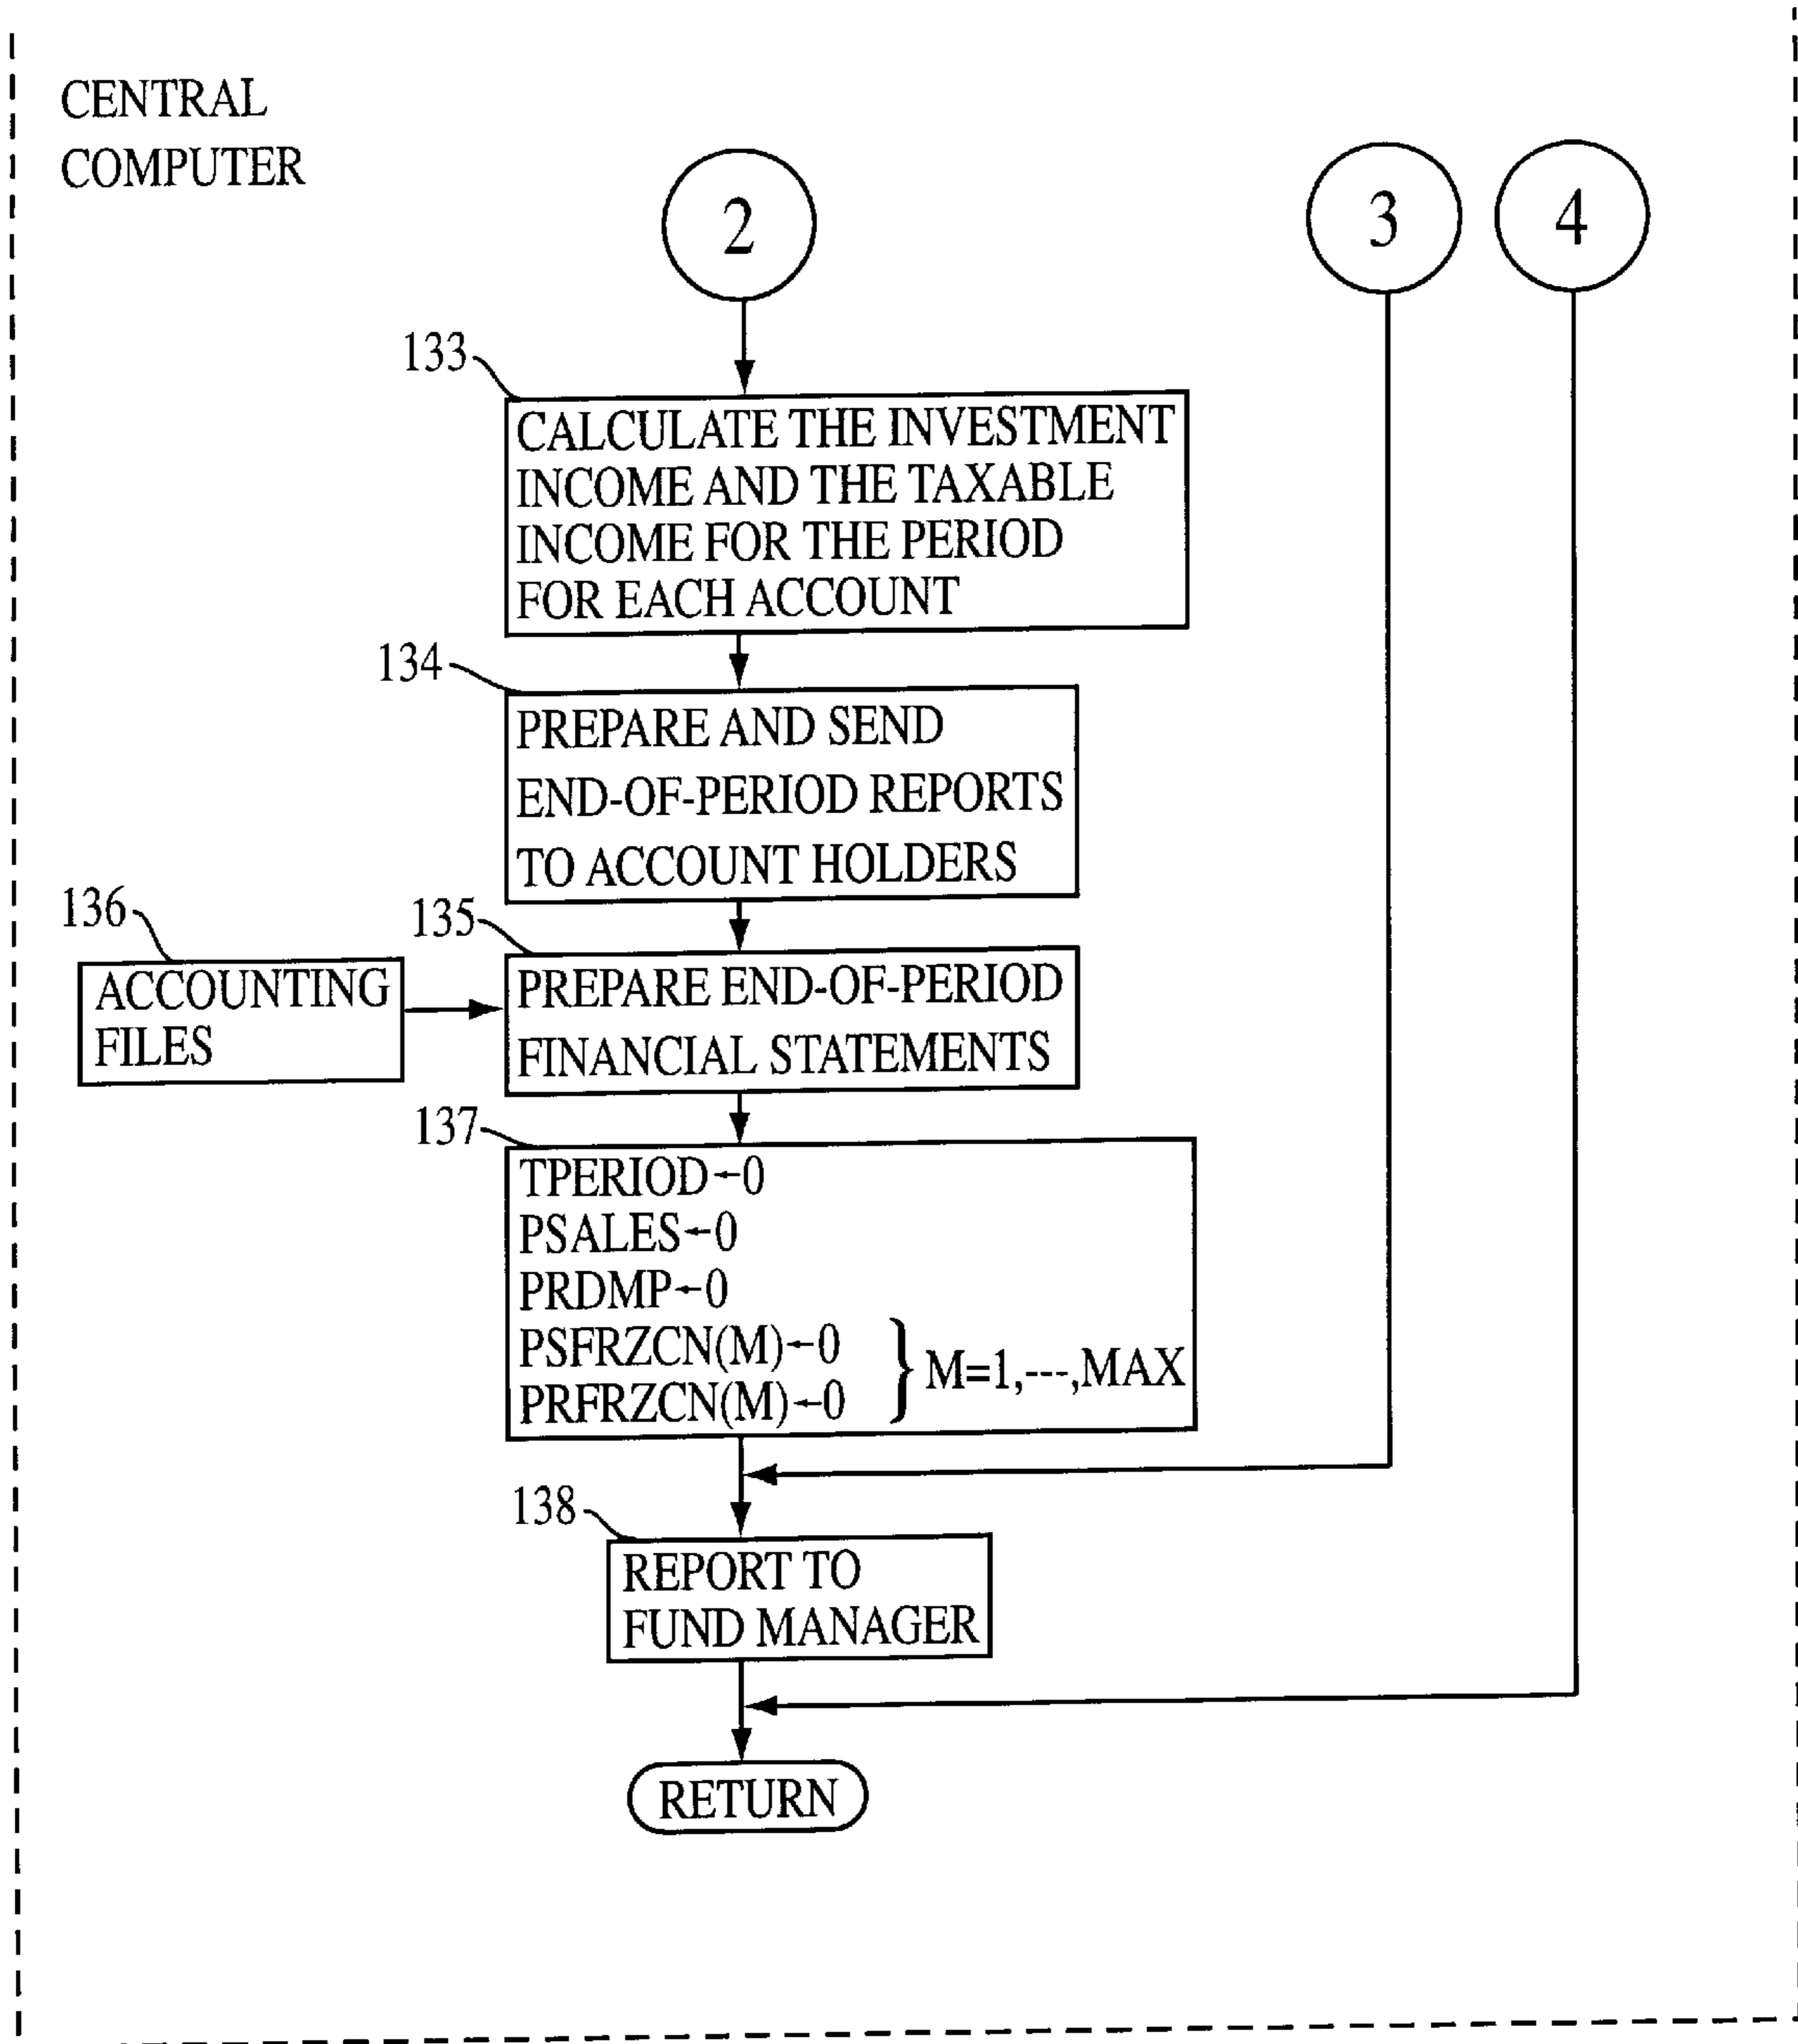 CENTRAL
COMPUTER
2
3
4
133
CALCULATE THE INVESTMENT
INCOME AND THE TAXABLE
INCOME FOR THE PERIOD
FOR EACH ACCOUNT
134
PREPARE AND SEND
END-OF-PERIOD REPORTS
TO ACCOUNT HOLDERS
136
ACCOUNTING
FILES
135
PREPARE END-OF-PERIOD
FINANCIAL STATEMENTS
137
TPERIOD←0
PSALES←0
PRDMP←0
PSFRZCN(M)←0
PRFRZCN(M)←0
} M=1,---,MAX
138
REPORT TO
FUND MANAGER
RETURN